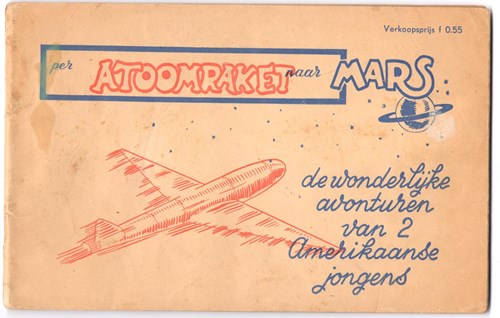 Verkoopsprijs f 0.55
per ATOOMRAKET naar MARS
de wonderlijke
avonturen
van 2
Amerikaanse
jongens